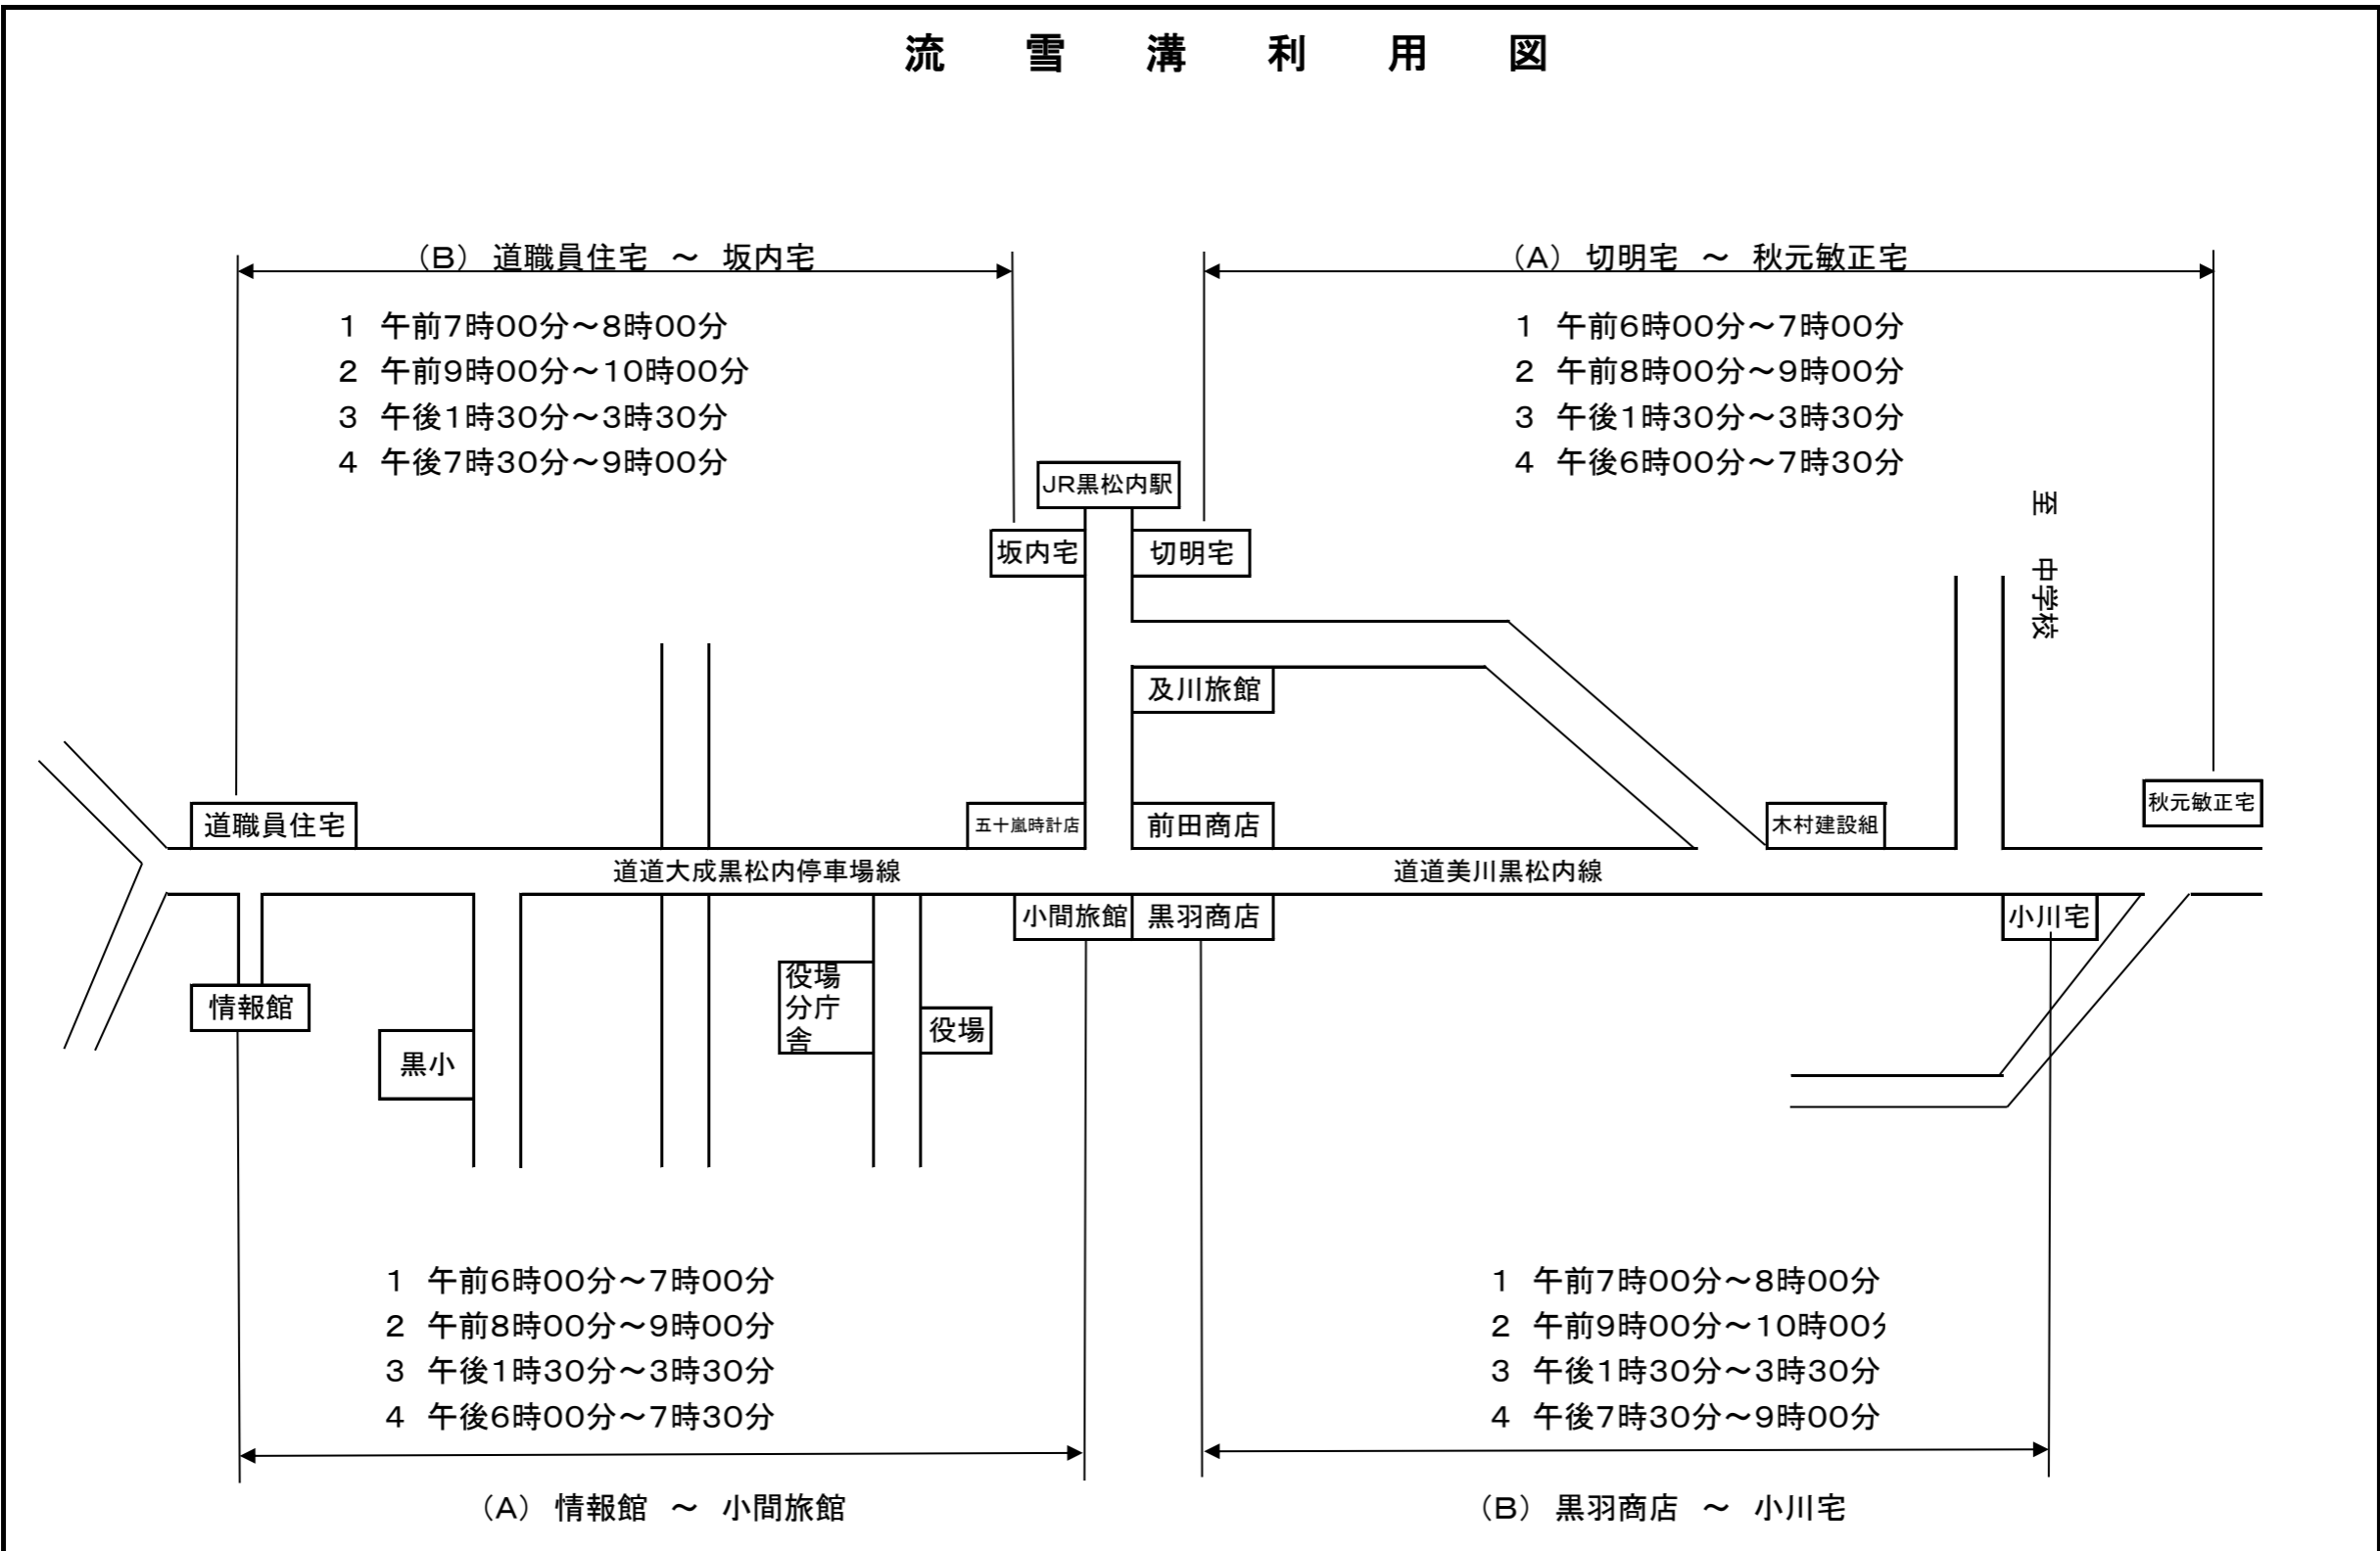 流雪溝利用図
（B） 道職員住宅 ～ 坂内宅
1 午前7時00分～8時00分
2 午前9時00分～10時00分
3 午後1時30分～3時30分
4 午後7時30分～9時00分
（A） 切明宅 ～ 秋元敏正宅
1 午前6時00分～7時00分
2 午前8時00分～9時00分
3 午後1時30分～3時30分
4 午後6時00分～7時30分
JR黒松内駅
坂内宅
切明宅
至 中学校
及川旅館
道職員住宅
五十嵐時計店
前田商店
木村建設組
秋元敏正宅
道道大成黒松内停車場線
道道美川黒松内線
小間旅館
黒羽商店
小川宅
情報館
黒小
役場
分庁
舎
役場
1 午前6時00分～7時00分
2 午前8時00分～9時00分
3 午後1時30分～3時30分
4 午後6時00分～7時30分
（A） 情報館 ～ 小間旅館
1 午前7時00分～8時00分
2 午前9時00分～10時00分
3 午後1時30分～3時30分
4 午後7時30分～9時00分
（B） 黒羽商店 ～ 小川宅